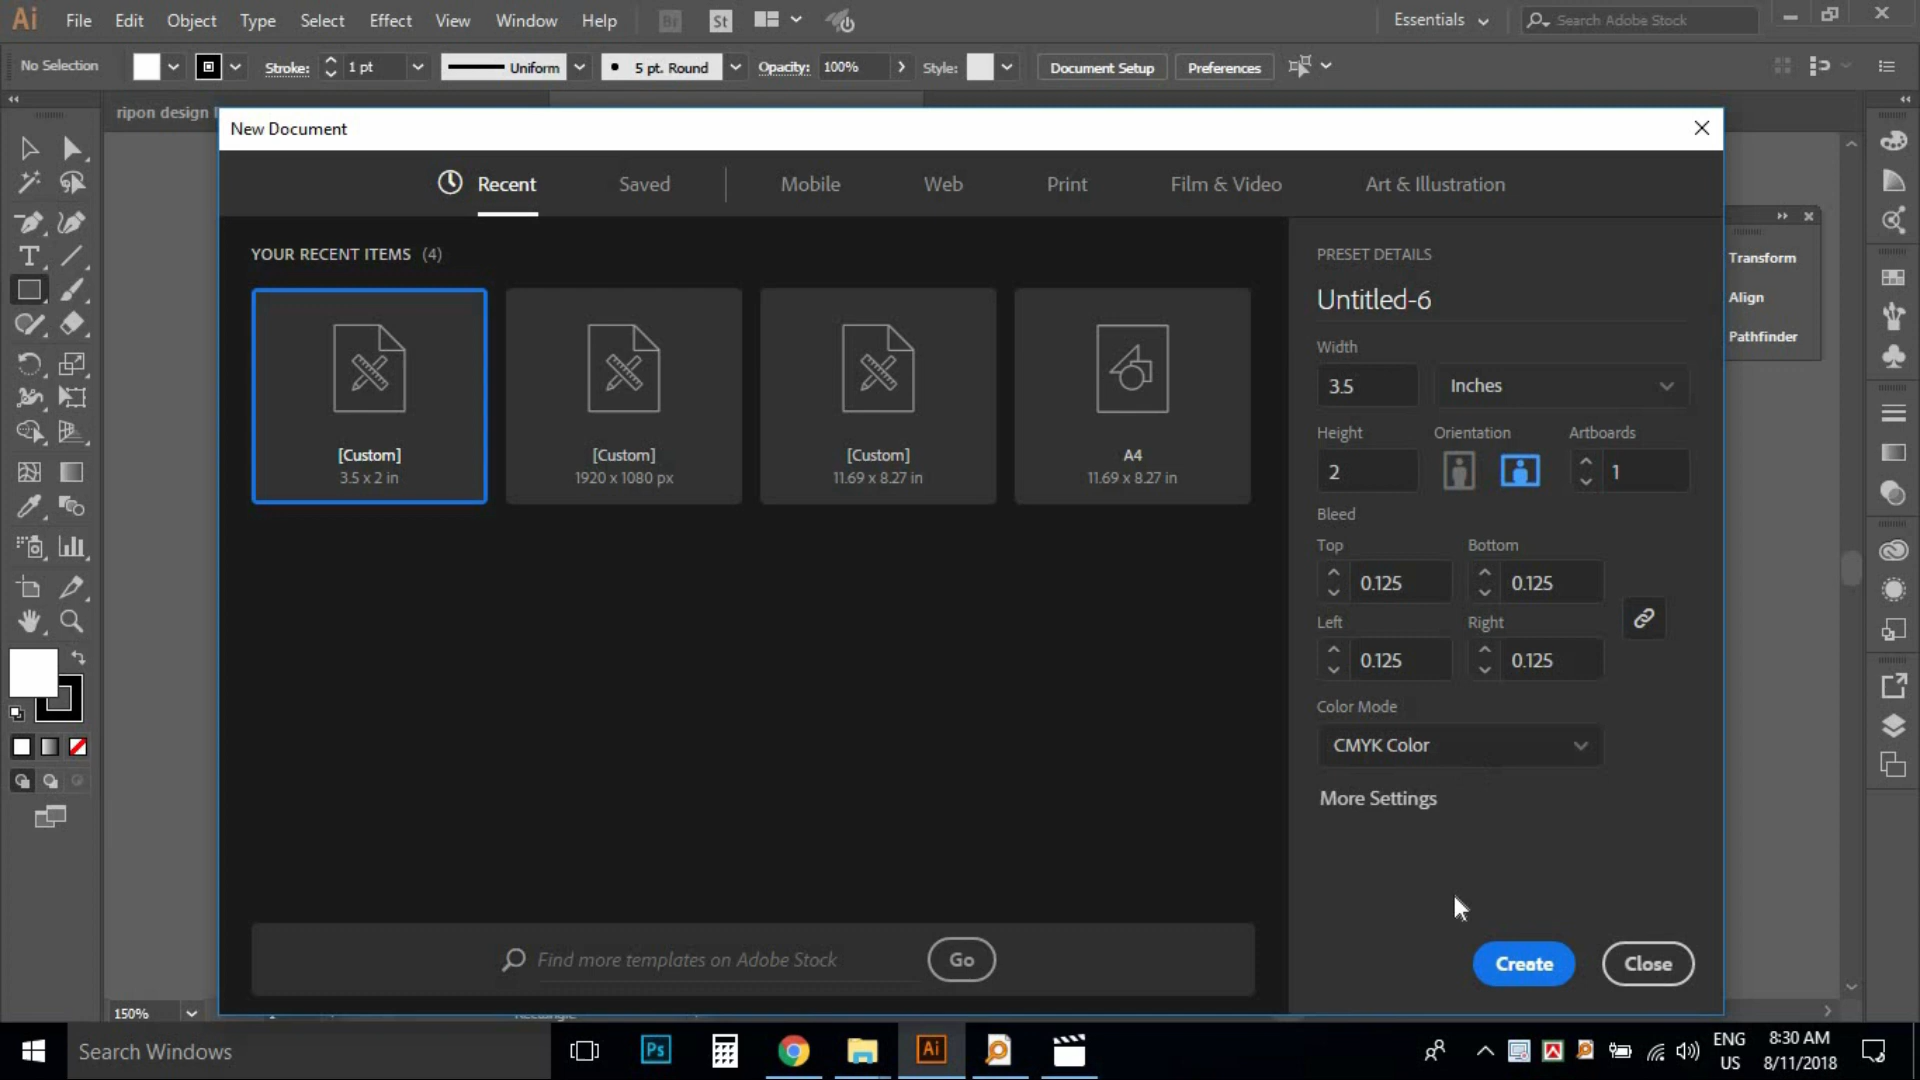 Ai File Edit Object Type Select Effect View Window Help Br St Essentials Search Adobe Stock
No Selection Stroke: 1 pt Uniform 5 pt. Round Opacity: 100% Style: Document Setup Preferences
ripon design
New Document
Recent Saved Mobile Web Print Film & Video Art & Illustration
YOUR RECENT ITEMS (4)
[Custom]
3.5 x 2 in
[Custom]
1920 x 1080 px
[Custom]
11.69 x 8.27 in
A4
11.69 x 8.27 in
PRESET DETAILS
Untitled-6
Width
3.5 Inches
Height Orientation Artboards
2 1
Bleed
Top Bottom
0.125 0.125
Left Right
0.125 0.125
Color Mode
CMYK Color
More Settings
Find more templates on Adobe Stock Go
Create Close
Transform
Align
Pathfinder
150%
Search Windows Ps Ai ENG US 8:30 AM 8/11/2018